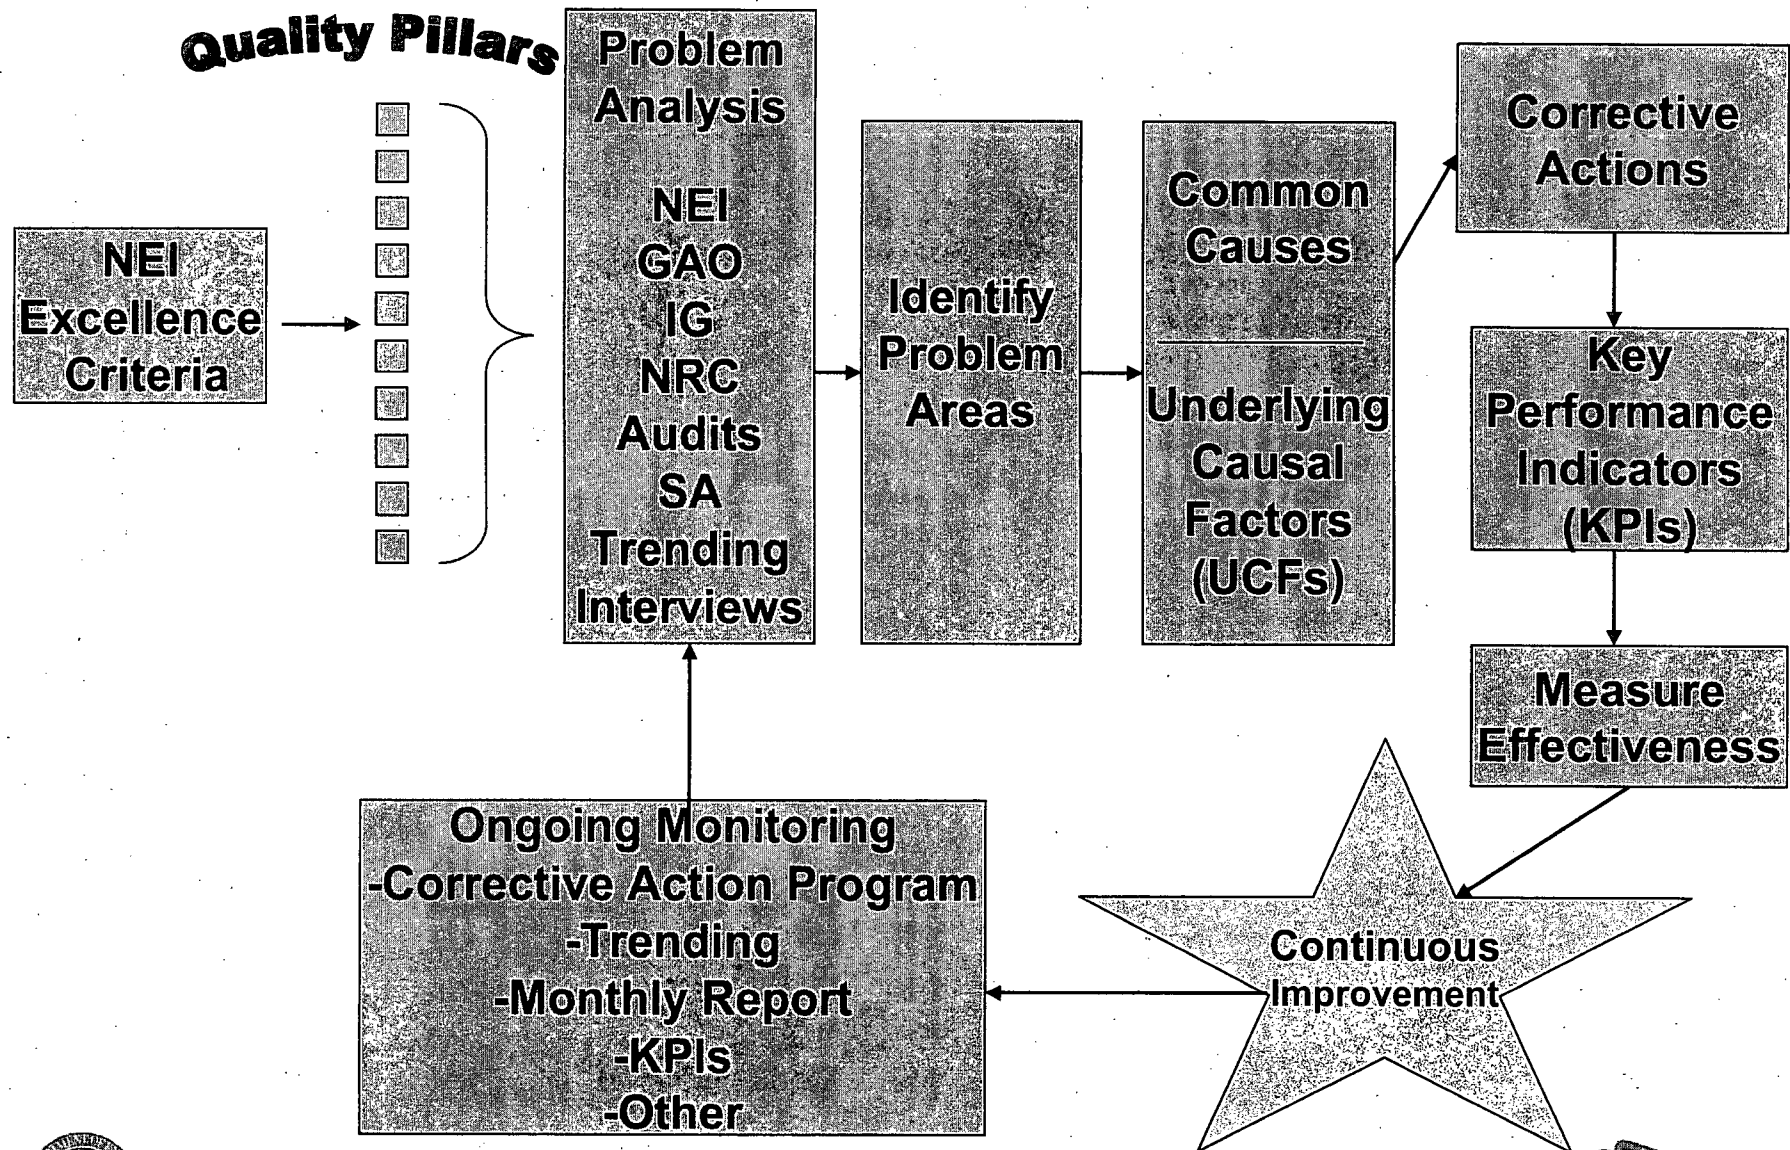 Quality Pillars
NEI
Excellence
Criteria
Problem
Analysis
NEI
GAO
IG
NRC
Audits
SA
Trending
Interviews
Identify
Problem
Areas
Common
Causes
Underlying
Causal
Factors
(UCFs)
Corrective
Actions
Key
Performance
Indicators
(KPIs)
Measure
Effectiveness
Continuous
Improvement
Ongoing Monitoring
-Corrective Action Program
-Trending
-Monthly Report
-KPIs
-Other